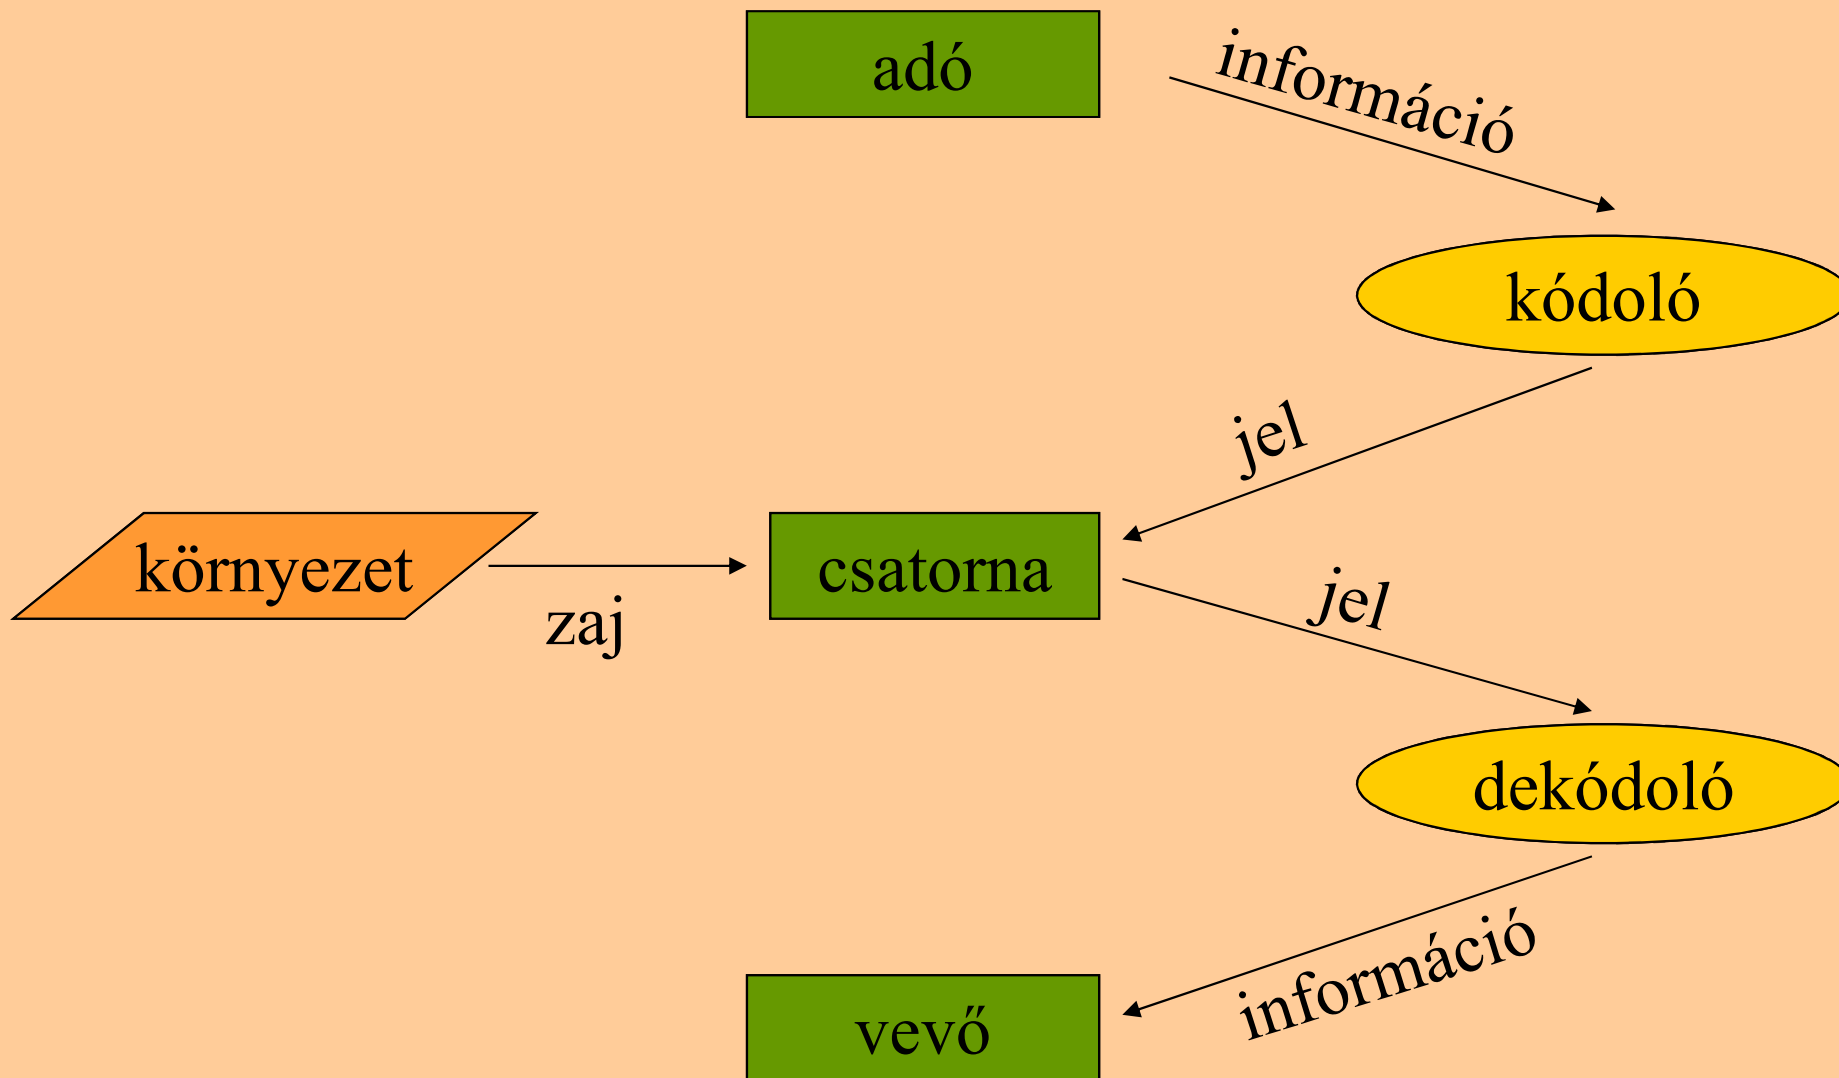 adó
információ
kódoló
jel
környezet
zaj
csatorna
jel
dekódoló
információ
vevő